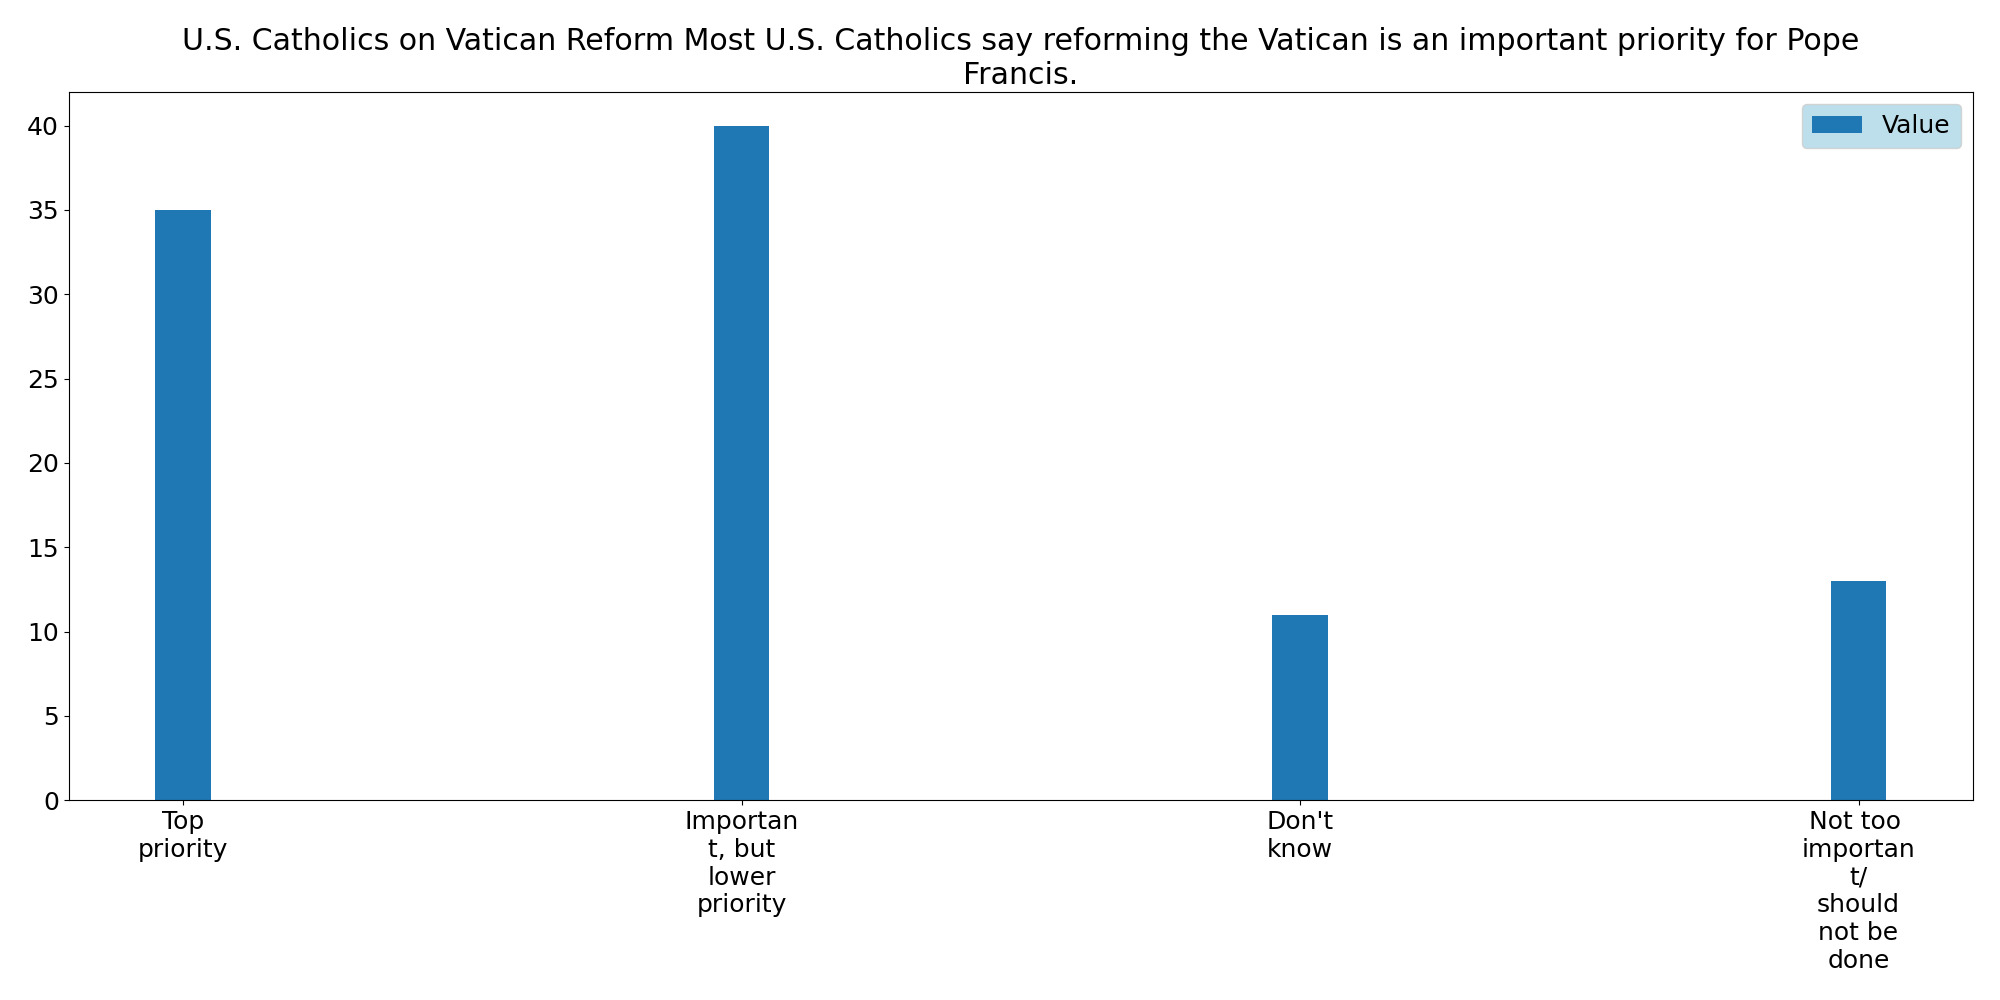 U.S. Catholics on Vatican Reform Most U.S. Catholics say reforming the Vatican is an important priority for Pope
Francis.
Value
40
35
30
25
20
15
10
5
0
Top
priority
Importan
t, but
lower
priority
Don't
know
Not too
importan
t/
should
not be
done